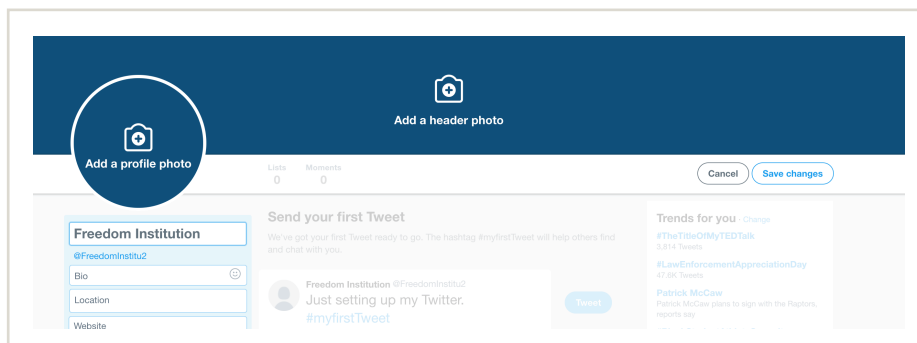 Add a header photo
Add a profile photo
Lists Moments
0 0
Cancel Save changes
Freedom Institution
@FreedomInstitu2
Bio
Location
Website
Send your first Tweet
We've got your first Tweet ready to go. The hashtag #myfirstTweet will help others find
and chat with you.
Freedom Institution @FreedomInstitu2
Just setting up my Twitter.
#myfirstTweet
Tweet
Trends for you · Change
#TheTitleOfMyTEDTalk
3,814 Tweets
#LawEnforcementAppreciationDay
47.8K Tweets
Patrick McCaw
Patrick McCaw plans to sign with the Raptors,
reports say